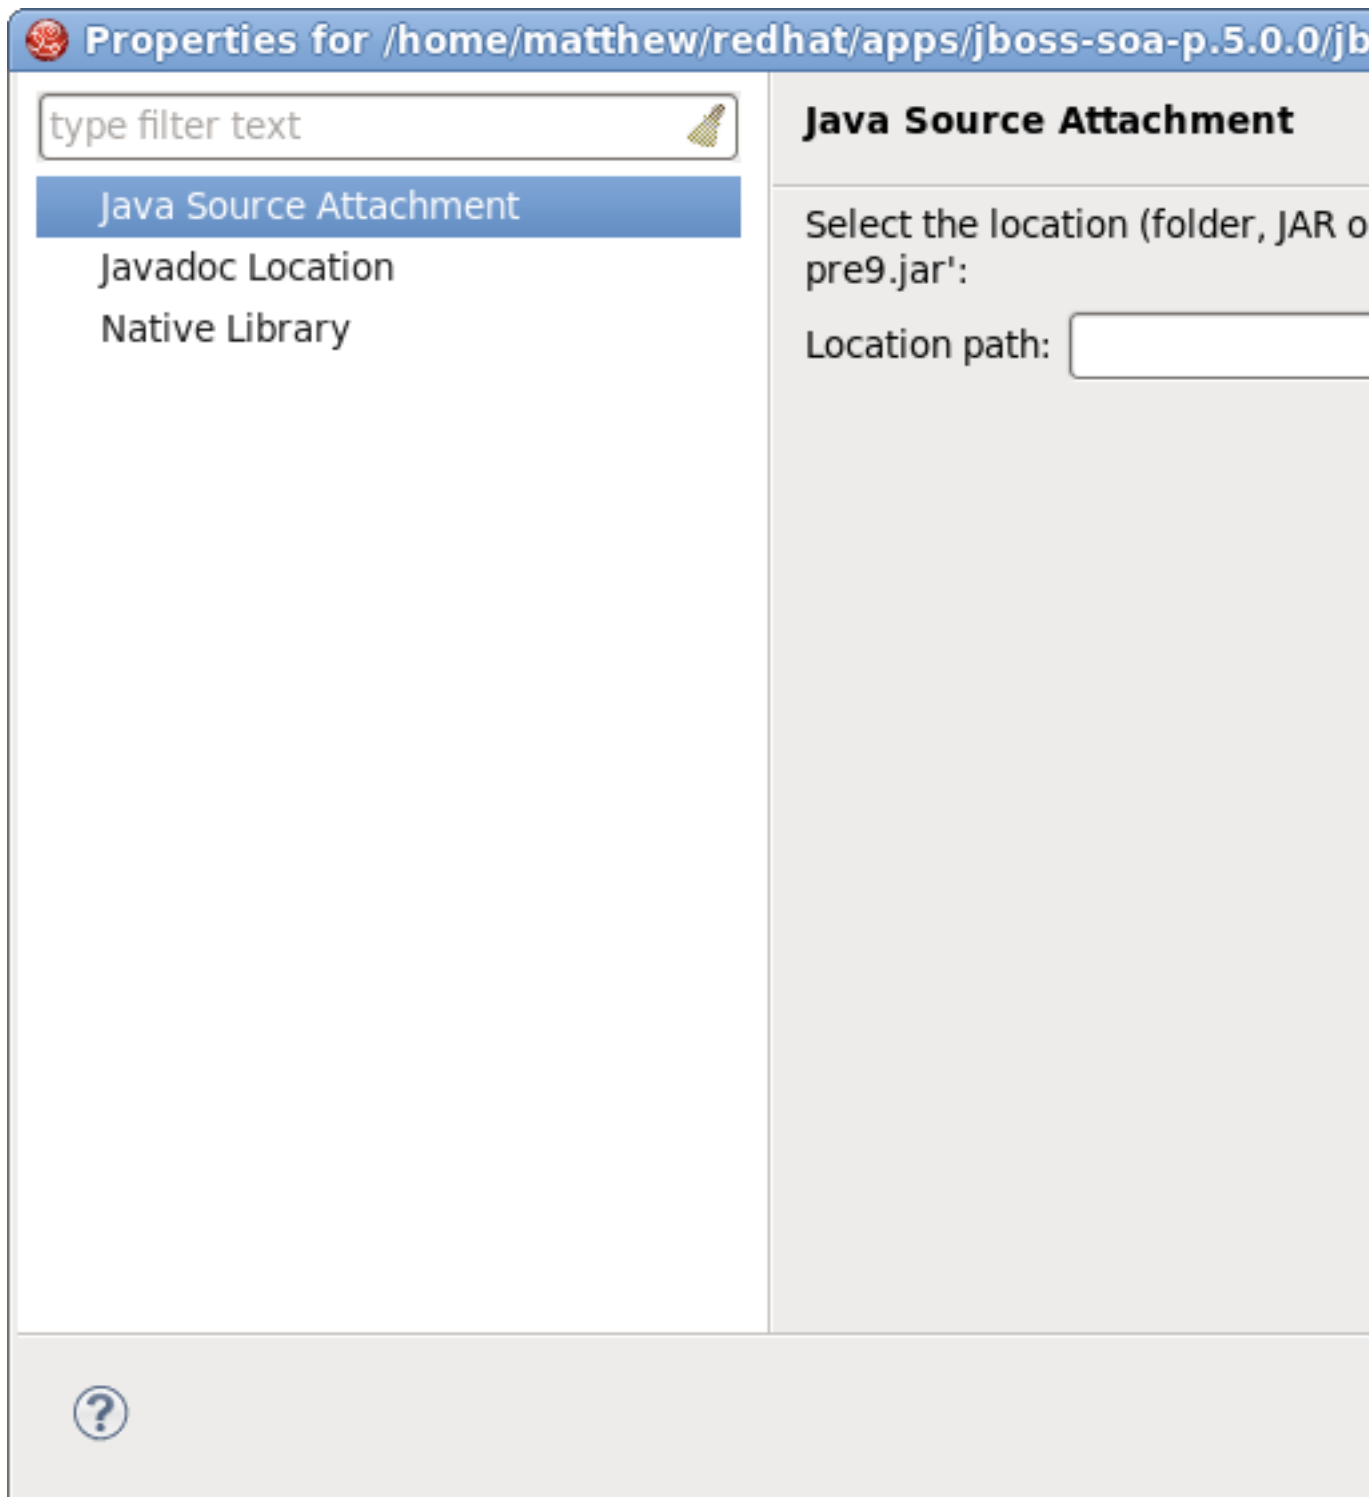 Properties for /home/matthew/redhat/apps/jboss-soa-p.5.0.0/jb
type filter text
Java Source Attachment
Javadoc Location
Native Library
Java Source Attachment
Select the location (folder, JAR o
pre9.jar':
Location path:
?